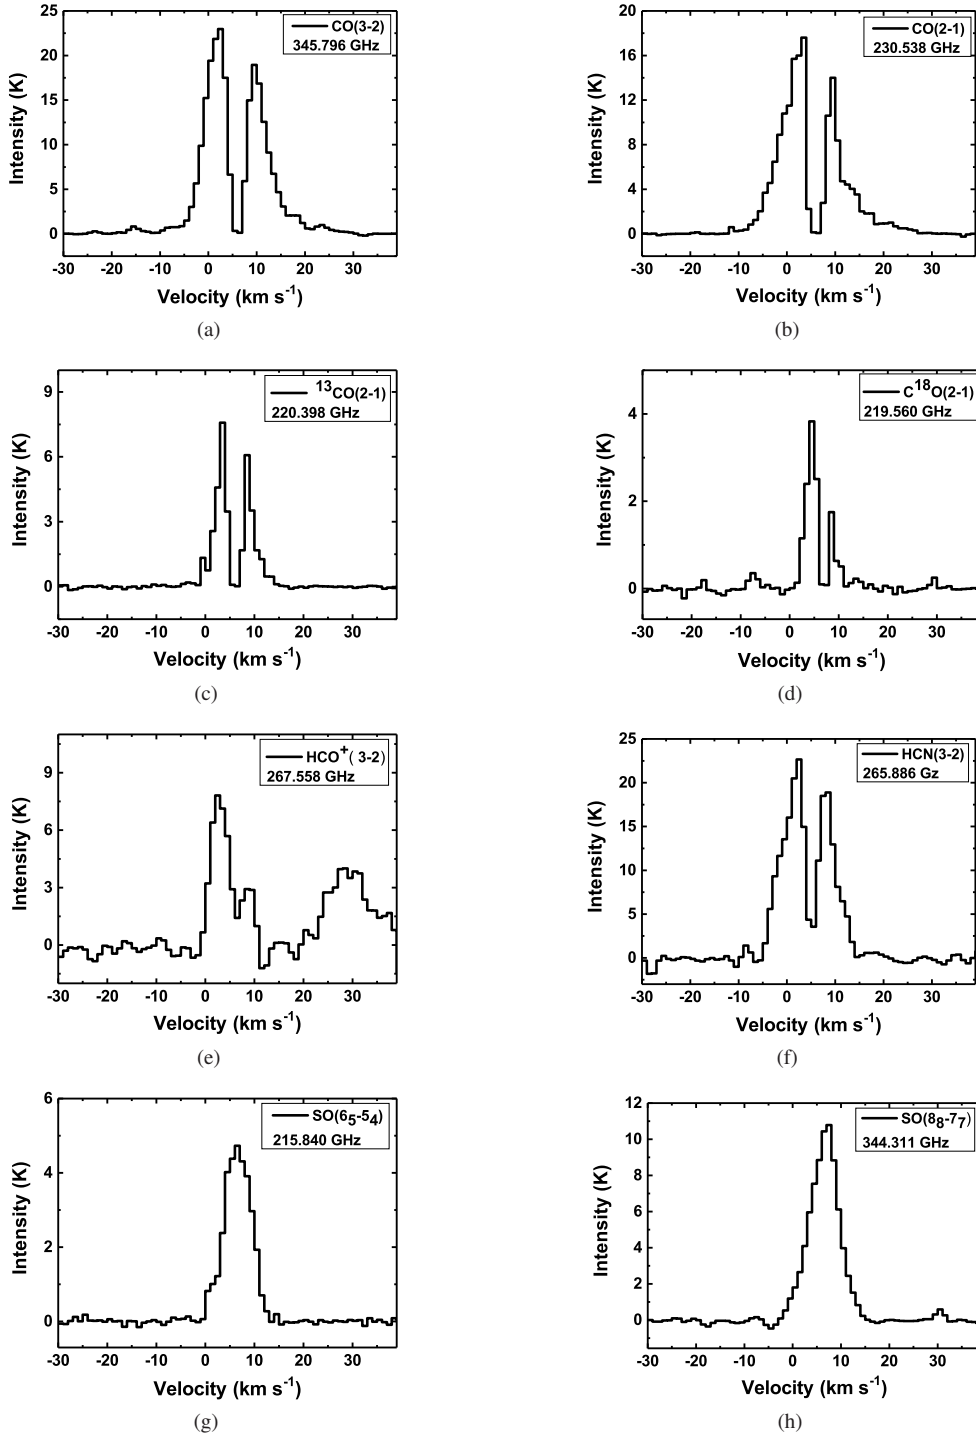 CO(3-2)
345.796 GHz
Intensity (K)
25
20
15
10
5
0
-30 -20 -10 0 10 20 30
Velocity (km s⁻¹)
(a)
CO(2-1)
230.538 GHz
Intensity (K)
20
16
12
8
4
0
-30 -20 -10 0 10 20 30
Velocity (km s⁻¹)
(b)
¹³CO(2-1)
220.398 GHz
Intensity (K)
9
6
3
0
-30 -20 -10 0 10 20 30
Velocity (km s⁻¹)
(c)
C¹⁸O(2-1)
219.560 GHz
Intensity (K)
4
2
0
-30 -20 -10 0 10 20 30
Velocity (km s⁻¹)
(d)
HCO⁺( 3-2)
267.558 GHz
Intensity (K)
9
6
3
0
-30 -20 -10 0 10 20 30
Velocity (km s⁻¹)
(e)
HCN(3-2)
265.886 Gz
Intensity (K)
25
20
15
10
5
0
-30 -20 -10 0 10 20 30
Velocity (km s⁻¹)
(f)
SO(6₅-5₄)
215.840 GHz
Intensity (K)
6
4
2
0
-30 -20 -10 0 10 20 30
Velocity (km s⁻¹)
(g)
SO(8₈-7₇)
344.311 GHz
Intensity (K)
12
10
8
6
4
2
0
-30 -20 -10 0 10 20 30
Velocity (km s⁻¹)
(h)